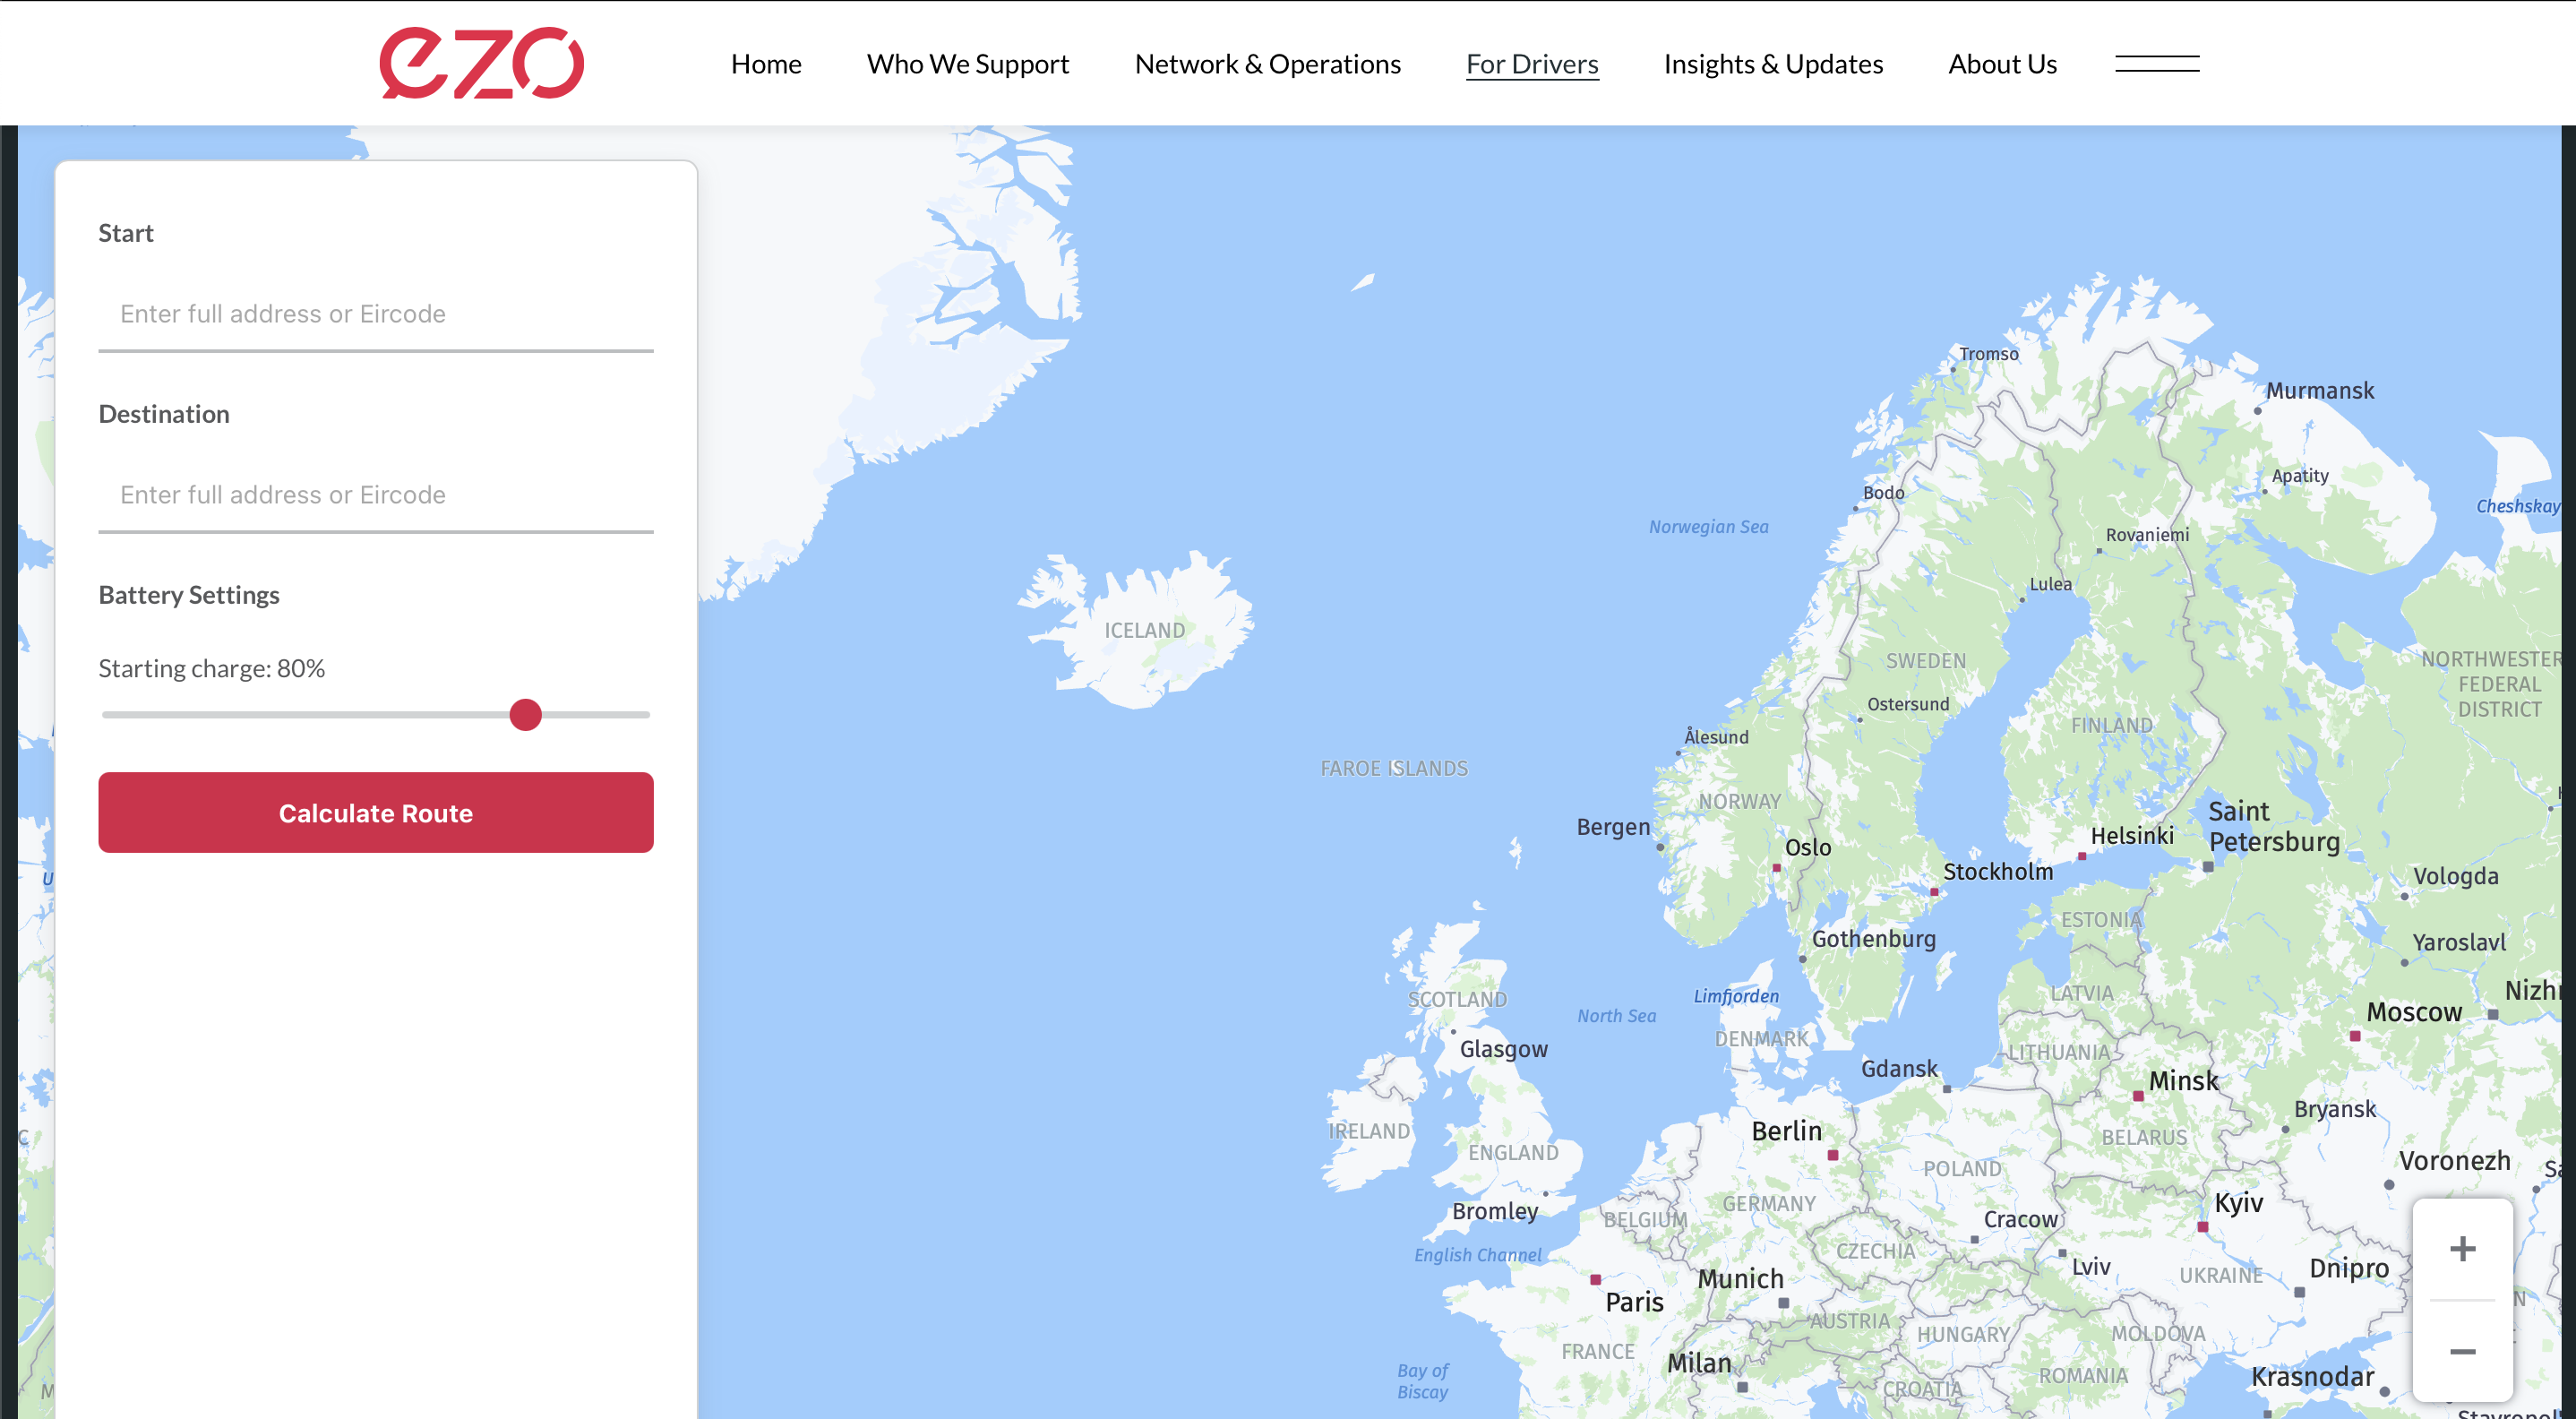 ezo
Home
Who We Support
Network & Operations
For Drivers
Insights & Updates
About Us
Start
Enter full address or Eircode
Destination
Enter full address or Eircode
Battery Settings
Starting charge: 80%
Calculate Route
Tromso
Murmansk
Apatity
Bodo
Cheshskay
Norwegian Sea
Rovaniemi
Lulea
ICELAND
SWEDEN
NORTHWESTER
FEDERAL
DISTRICT
Ostersund
FINLAND
Ålesund
FAROE ISLANDS
NORWAY
Bergen
Saint
Petersburg
Helsinki
Oslo
Stockholm
Vologda
ESTONIA
Gothenburg
Yaroslavl
SCOTLAND
Limfjorden
LATVIA
Nizhn
North Sea
Moscow
DENMARK
Glasgow
LITHUANIA
Gdansk
Minsk
Bryansk
IRELAND
Berlin
BELARUS
ENGLAND
POLAND
Voronezh
Sa
GERMANY
Kyiv
Bromley
BELGIUM
Cracow
English Channel
CZECHIA
Lviv
UKRAINE
Dnipro
Munich
Paris
AUSTRIA
HUNGARY
MOLDOVA
FRANCE
Milan
Bay of
Biscay
ROMANIA
Krasnodar
CROATIA
+
−